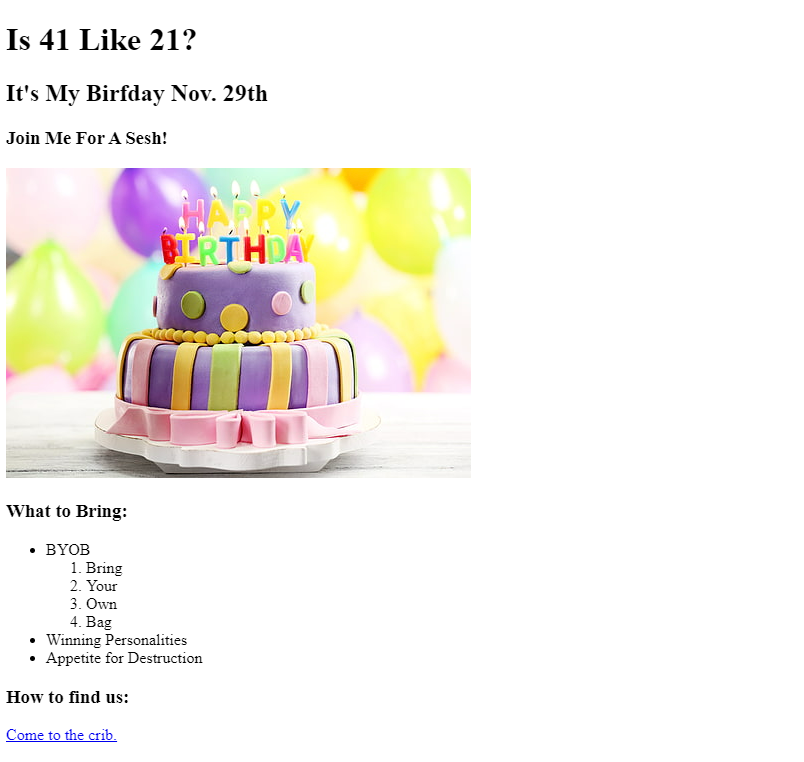 Is 41 Like 21?
It's My Birfday Nov. 29th
Join Me For A Sesh!
HAPPY
BIRTHDAY
What to Bring:
• BYOB
1. Bring
2. Your
3. Own
4. Bag
• Winning Personalities
• Appetite for Destruction
How to find us:
Come to the crib.